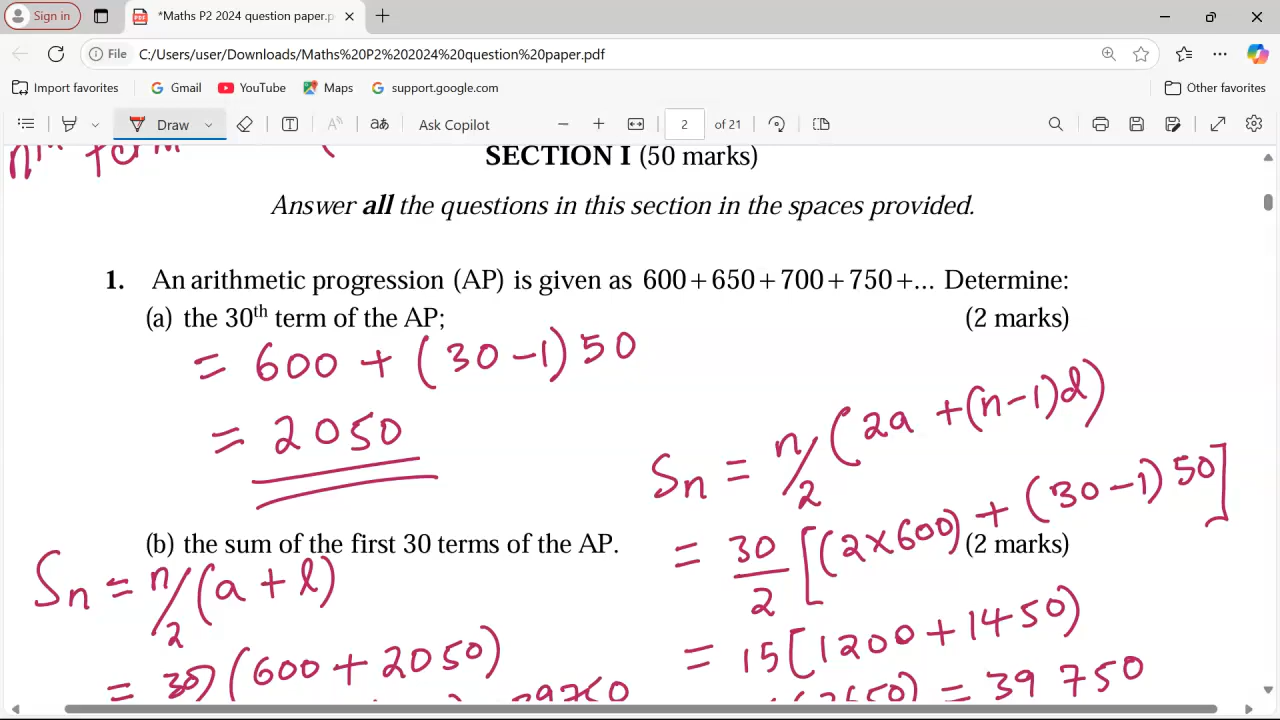 Sign in
*Maths P2 2024 question paper.p
File C:/Users/user/Downloads/Maths%20P2%202024%20question%20paper.pdf
Import favorites Gmail YouTube Maps support.google.com Other favorites
Draw Ask Copilot 2 of 21
nth term
SECTION I (50 marks)
Answer all the questions in this section in the spaces provided.
1. An arithmetic progression (AP) is given as 600+650+700+750+... Determine:
(a) the 30th term of the AP; (2 marks)
= 600 + (30-1)50
= 2050
Sn = n/2 (2a + (n-1)d)
= 30/2 [(2×600) + (30-1)50]
(b) the sum of the first 30 terms of the AP. (2 marks)
Sn = n/2 (a + l)
= 15[1200 + 1450)
(600 + 2050)
= 39 750